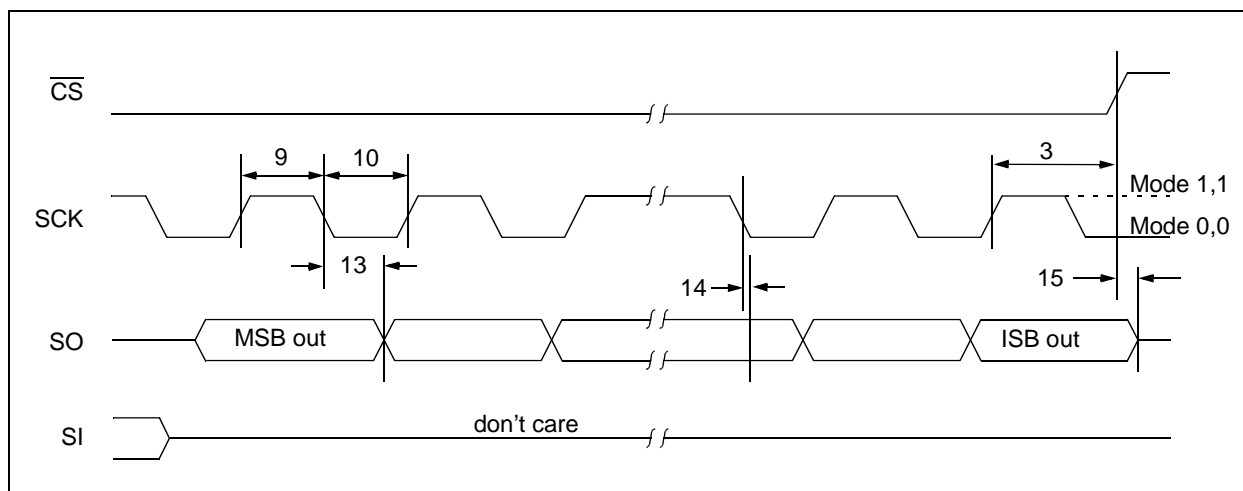 CS
9
10
3
Mode 1,1
SCK
Mode 0,0
13
14
15
SO
MSB out
ISB out
SI
don't care